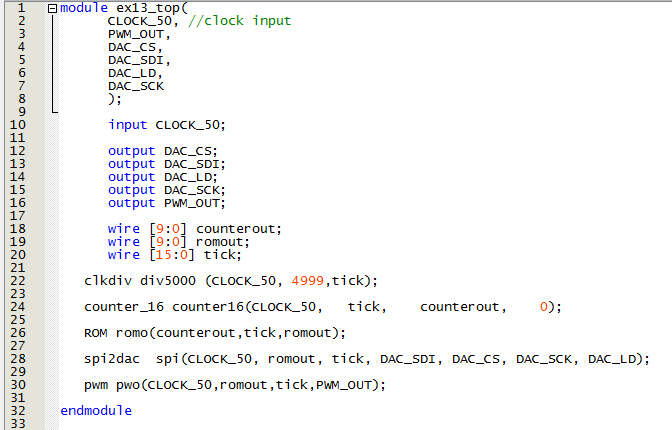 1 module ex13_top(
2 CLOCK_50, //clock input
3 PWM_OUT,
4 DAC_CS,
5 DAC_SDI,
6 DAC_LD,
7 DAC_SCK
8 );
9
10 input CLOCK_50;
11
12 output DAC_CS;
13 output DAC_SDI;
14 output DAC_LD;
15 output DAC_SCK;
16 output PWM_OUT;
17
18 wire [9:0] counterout;
19 wire [9:0] romout;
20 wire [15:0] tick;
21
22 clkdiv div5000 (CLOCK_50, 4999,tick);
23
24 counter_16 counter16(CLOCK_50, tick, counterout, 0);
25
26 ROM romo(counterout,tick,romout);
27
28 spi2dac spi(CLOCK_50, romout, tick, DAC_SDI, DAC_CS, DAC_SCK, DAC_LD);
29
30 pwm pwo(CLOCK_50,romout,tick,PWM_OUT);
31
32 endmodule
33